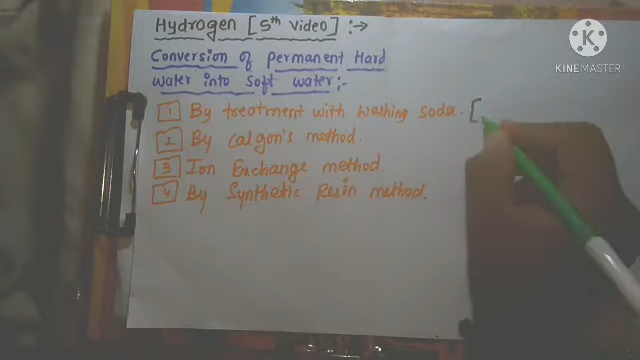 Hydrogen [5th video] :→
Conversion of permanent Hard
water into soft water:-
1 By treatment with washing soda. [
2 By calgon's method.
3 Ion Exchange method.
4 By Synthetic Resin method.
K
KINEMASTER